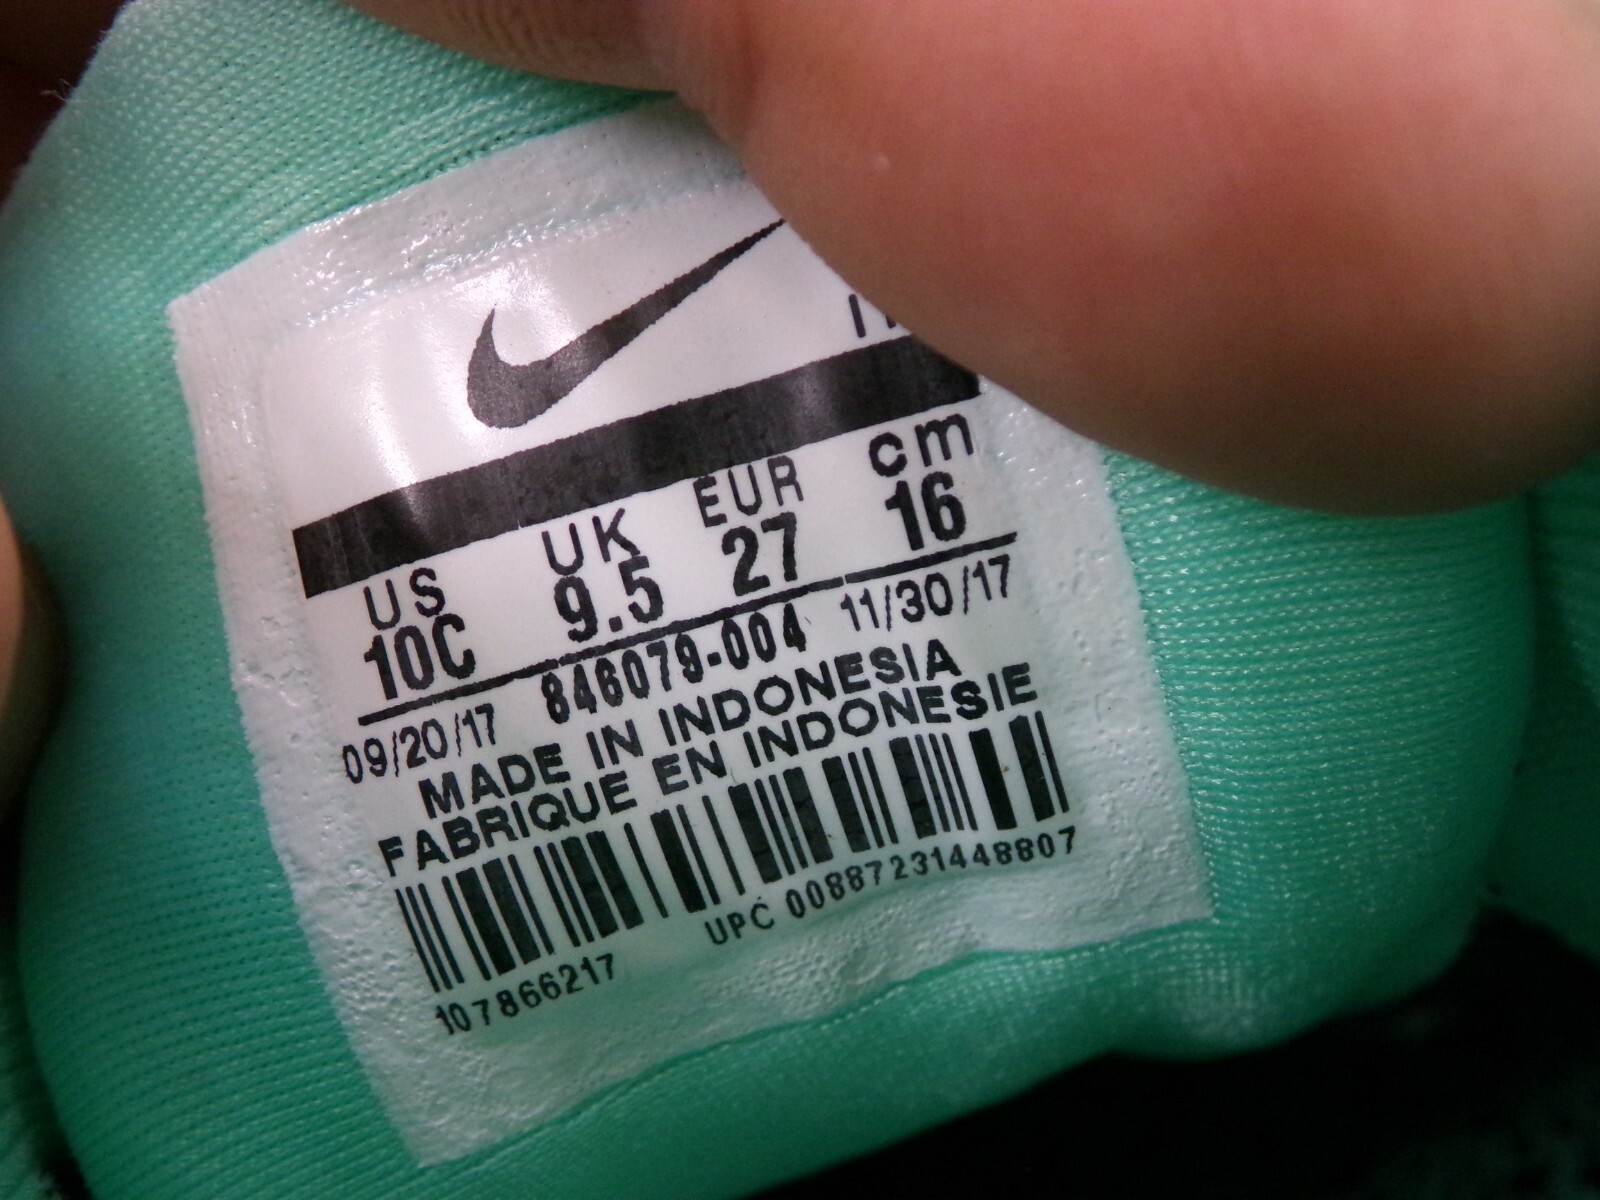 US UK EUR cm
10C 9.5 27 16
09/20/17 846079-004 11/30/17
MADE IN INDONESIA
FABRIQUE EN INDONESIE
UPC 00887231448807
107866217